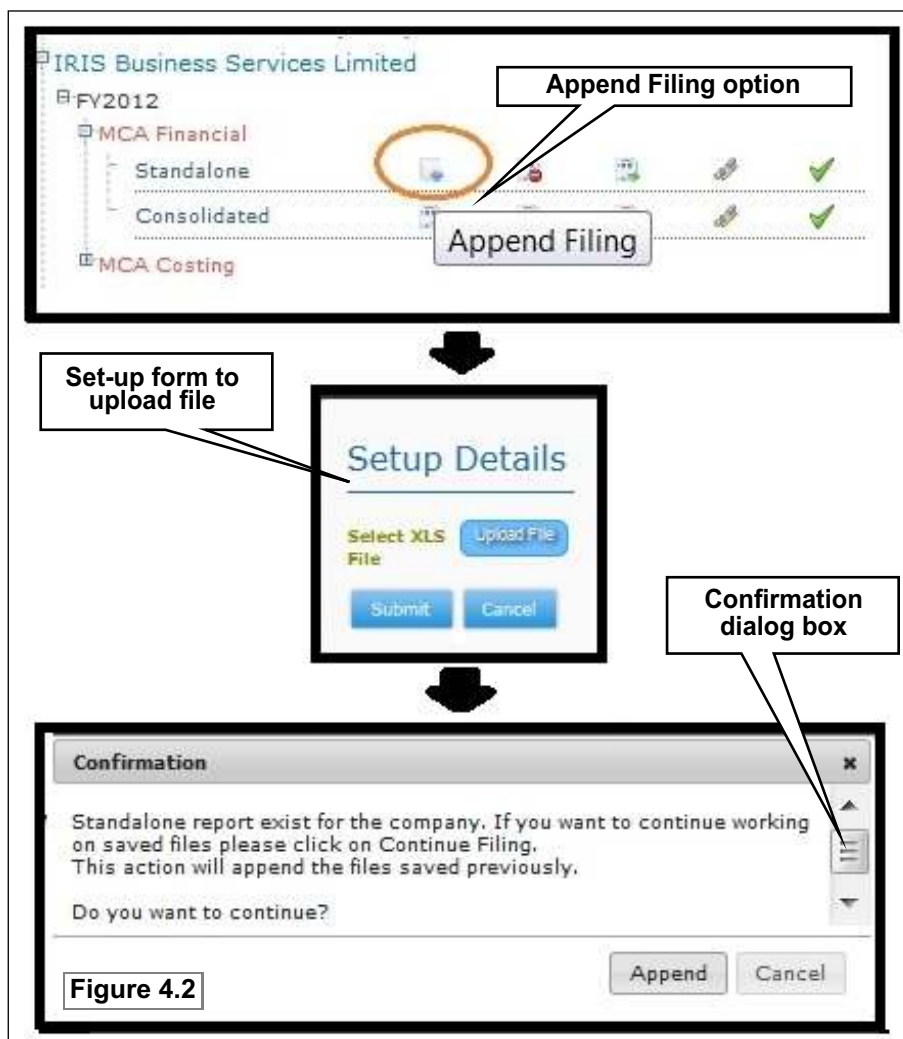 IRIS Business Services Limited
Append Filing option
FY2012
MCA Financial
Standalone
Consolidated
Append Filing
MCA Costing
Set-up form to
upload file
Setup Details
Select XLS
File
Upload File
Submit Cancel
Confirmation
dialog box
Confirmation
Standalone report exist for the company. If you want to continue working
on saved files please click on Continue Filing.
This action will append the files saved previously.
Do you want to continue?
Append Cancel
Figure 4.2